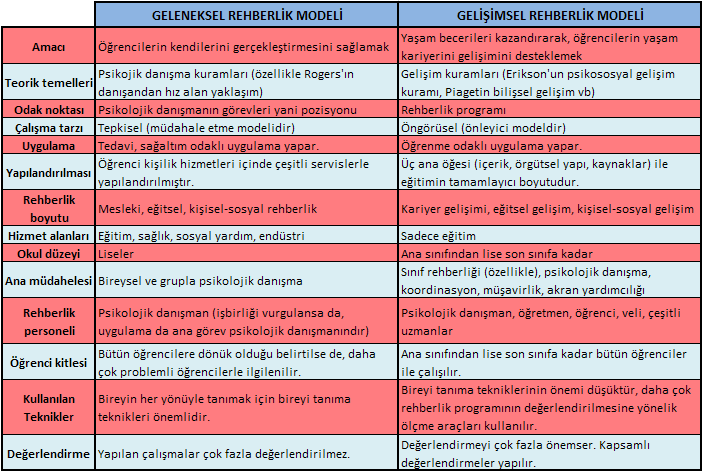 GELENEKSEL REHBERLİK MODELİ
GELİŞİMSEL REHBERLİK MODELİ
Amacı
Öğrencilerin kendilerini gerçekleştirmesini sağlamak
Yaşam becerileri kazandırarak, öğrencilerin yaşam
kariyerini gelişimini desteklemek
Teorik temelleri
Psikojik danışma kuramları (özellikle Rogers'ın
danışandan hız alan yaklaşım)
Gelişim kuramları (Erikson'un psikososyal gelişim
kuramı, Piagetin bilişsel gelişim vb)
Odak noktası
Psikolojik danışmanın görevleri yani pozisyonu
Rehberlik programı
Çalışma tarzı
Tepkisel (müdahale etme modelidir)
Öngörüsel (önleyici modeldir)
Uygulama
Tedavi, sağaltım odaklı uygulama yapar.
Öğrenme odaklı uygulama yapar.
Yapılandırılması
Öğrenci kişilik hizmetleri içinde çeşitli servislerle
yapılandırılmıştır.
Üç ana öğesi (içerik, örgütsel yapı, kaynaklar) ile
eğitimin tamamlayıcı boyutudur.
Rehberlik
boyutu
Mesleki, eğitsel, kişisel-sosyal rehberlik
Kariyer gelişimi, eğitsel gelişim, kişisel-sosyal gelişim
Hizmet alanları
Eğitim, sağlık, sosyal yardım, endüstri
Sadece eğitim
Okul düzeyi
Liseler
Ana sınıfından lise son sınıfa kadar
Ana müdahelesi
Bireysel ve grupla psikolojik danışma
Sınıf rehberliği (özellikle), psikolojik danışma,
koordinasyon, müşavirlik, akran yardımcılığı
Rehberlik
personeli
Psikolojik danışman (işbirliği vurgulansa da,
uygulama da ana görev psikolojik danışmanındır)
Psikolojik danışman, öğretmen, öğrenci, veli, çeşitli
uzmanlar
Öğrenci kitlesi
Bütün öğrencilere dönük olduğu belirtilse de, daha
çok problemli öğrencilerle ilgilenilir.
Ana sınıfından lise son sınıfa kadar bütün öğrenciler
ile çalışılır.
Kullanılan
Teknikler
Bireyin her yönüyle tanımak için bireyi tanıma
teknikleri önemlidir.
Bireyi tanıma tekniklerinin önemi düşüktür, daha çok
rehberlik programının değerlendirilmesine yönelik
ölçme araçları kullanılır.
Değerlendirme
Yapılan çalışmalar çok fazla değerlendirilmez.
Değerlendirmeyi çok fazla önemser. Kapsamlı
değerlendirmeler yapılır.